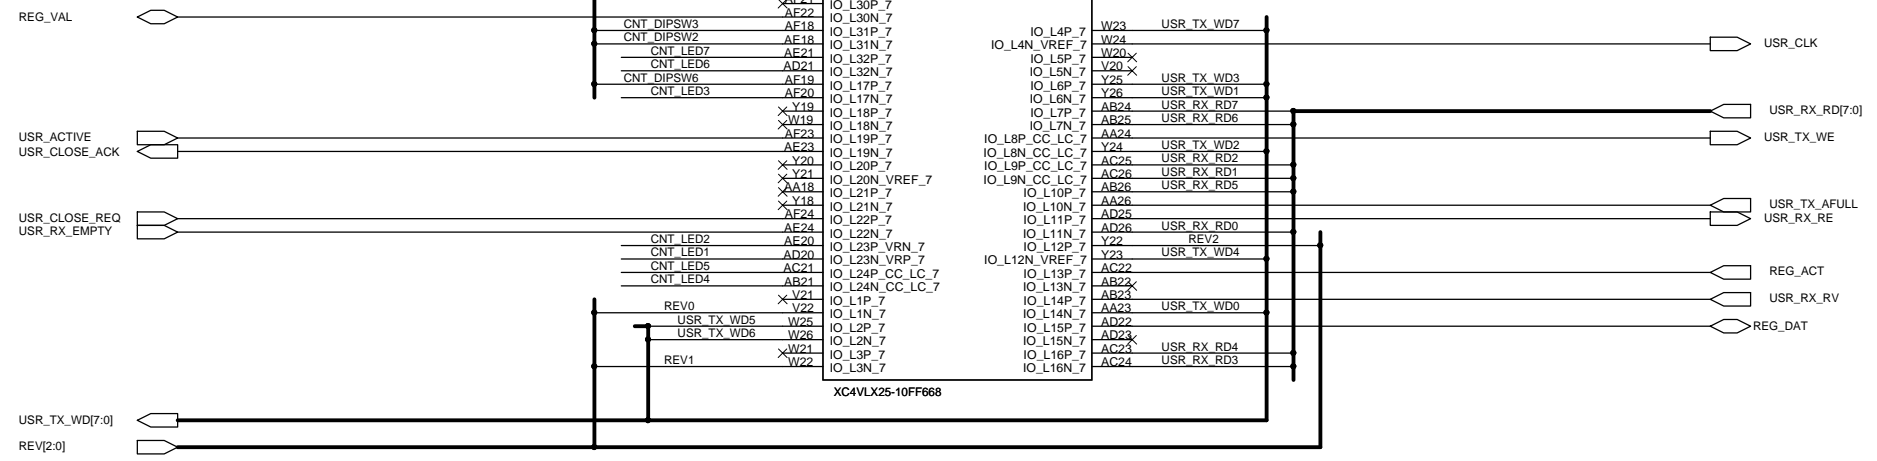 REG_VAL AF22 IO_L30P_7
IO_L30N_7
CNT_DIPSW3 AF18 IO_L31P_7 IO_L4P_7 W23 USR_TX_WD7
CNT_DIPSW2 AE18 IO_L31N_7 IO_L4N_VREF_7 W24 USR_CLK
CNT_LED7 AE21 IO_L32P_7 IO_L5P_7 W20
CNT_LED6 AD21 IO_L32N_7 IO_L5N_7 V20
CNT_DIPSW6 AF19 IO_L17P_7 IO_L6P_7 Y25 USR_TX_WD3
CNT_LED3 AF20 IO_L17N_7 IO_L6N_7 Y26 USR_TX_WD1
Y19 IO_L18P_7 IO_L7P_7 AB24 USR_RX_RD7 USR_RX_RD[7:0]
W19 IO_L18N_7 IO_L7N_7 AB25 USR_RX_RD6
USR_ACTIVE AF23 IO_L19P_7 IO_L8P_CC_LC_7 AA24 USR_TX_WE
USR_CLOSE_ACK AE23 IO_L19N_7 IO_L8N_CC_LC_7 Y24 USR_TX_WD2
Y20 IO_L20P_7 IO_L9P_CC_LC_7 AC25 USR_RX_RD2
Y21 IO_L20N_VREF_7 IO_L9N_CC_LC_7 AC26 USR_RX_RD1
AA18 IO_L21P_7 IO_L10P_7 AB26 USR_RX_RD5
Y18 IO_L21N_7 IO_L10N_7 AA26 USR_TX_AFULL
USR_CLOSE_REQ AF24 IO_L22P_7 IO_L11P_7 AD25 USR_RX_RE
USR_RX_EMPTY AE24 IO_L22N_7 IO_L11N_7 AD26 USR_RX_RD0
CNT_LED2 AE20 IO_L23P_VRN_7 IO_L12P_7 Y22 REV2
CNT_LED1 AD20 IO_L23N_VRP_7 IO_L12N_VREF_7 Y23 USR_TX_WD4
CNT_LED5 AC21 IO_L24P_CC_LC_7 IO_L13P_7 AC22 REG_ACT
CNT_LED4 AB21 IO_L24N_CC_LC_7 IO_L13N_7 AB22
V21 IO_L1P_7 IO_L14P_7 AB23 USR_RX_RV
REV0 V22 IO_L1N_7 IO_L14N_7 AA23 USR_TX_WD0
USR_TX_WD5 W25 IO_L2P_7 IO_L15P_7 AD22 REG_DAT
USR_TX_WD6 W26 IO_L2N_7 IO_L15N_7 AD23
W21 IO_L3P_7 IO_L16P_7 AC23 USR_RX_RD4
REV1 W22 IO_L3N_7 IO_L16N_7 AC24 USR_RX_RD3
XC4VLX25-10FF668
USR_TX_WD[7:0]
REV[2:0]